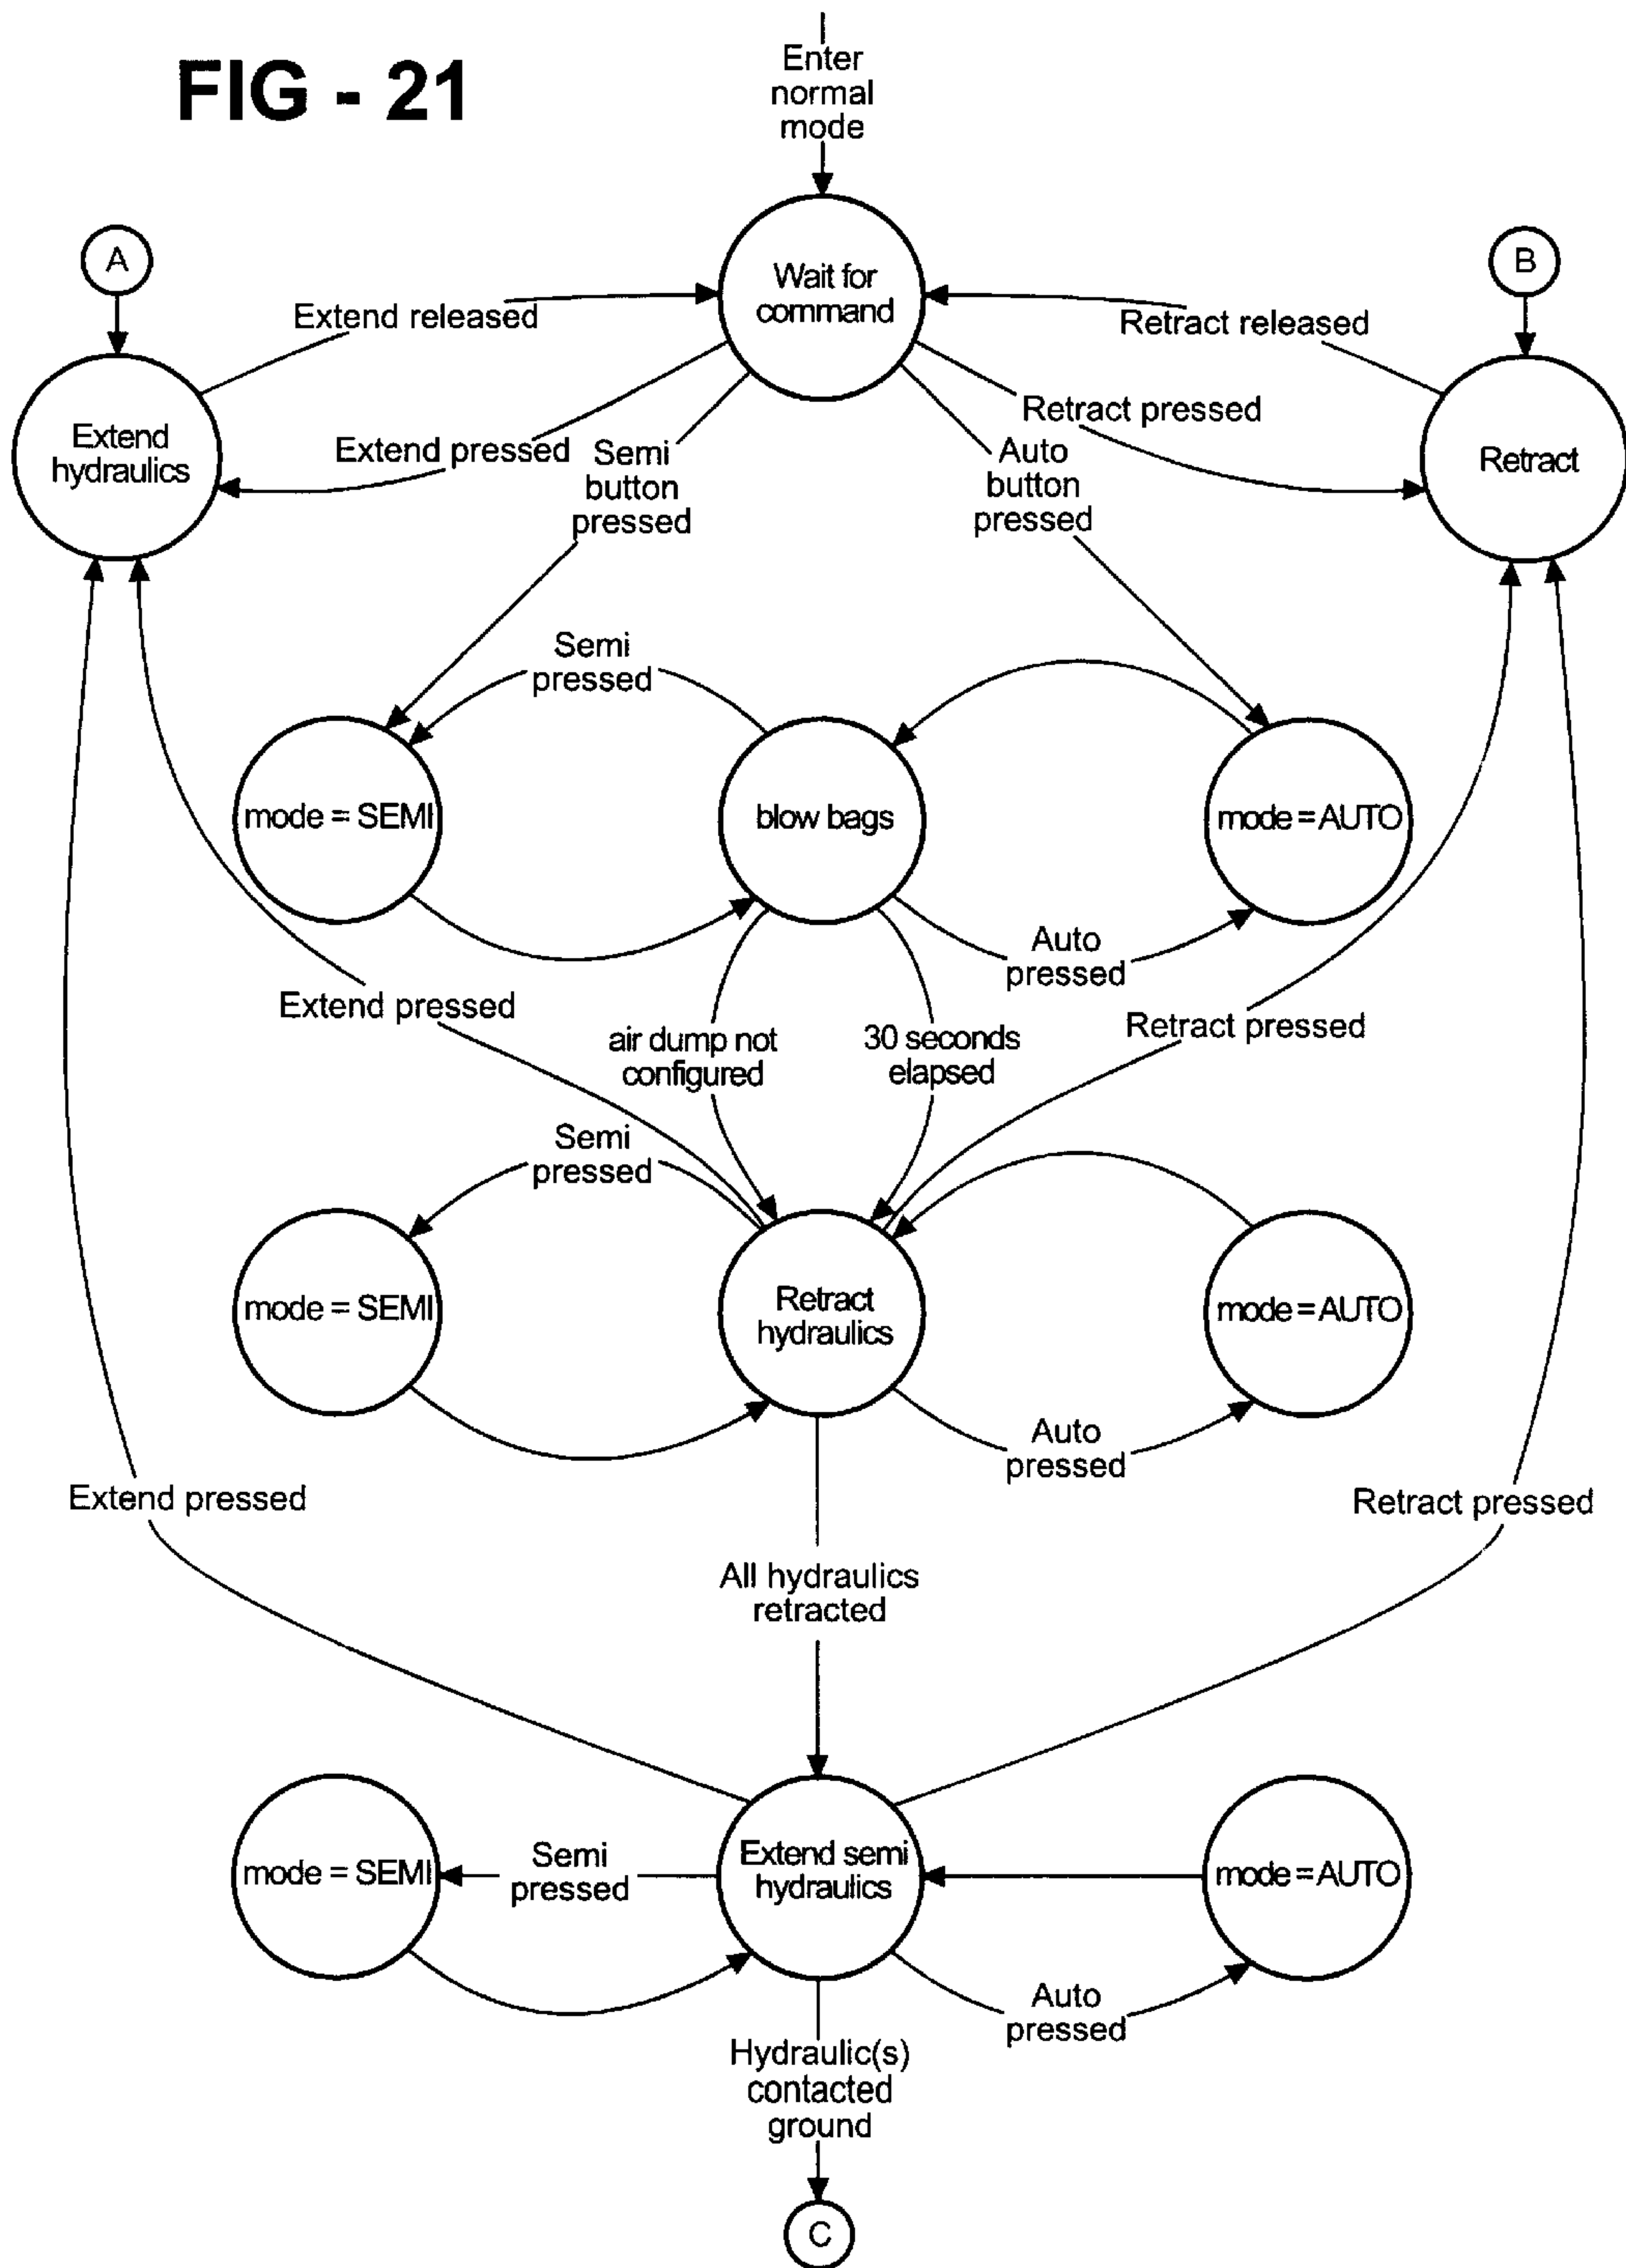 FIG - 21
Enter
normal
mode
A
B
Wait for
command
Extend released
Retract released
Extend
hydraulics
Retract
Extend pressed
Retract pressed
Semi
button
pressed
Auto
button
pressed
Semi
pressed
mode = SEMI
blow bags
mode = AUTO
Auto
pressed
Extend pressed
Retract pressed
air dump not
configured
30 seconds
elapsed
Semi
pressed
mode = SEMI
Retract
hydraulics
mode = AUTO
Auto
pressed
Extend pressed
Retract pressed
All hydraulics
retracted
mode = SEMI
Semi
pressed
Extend semi
hydraulics
mode = AUTO
Auto
pressed
Hydraulic(s)
contacted
ground
C